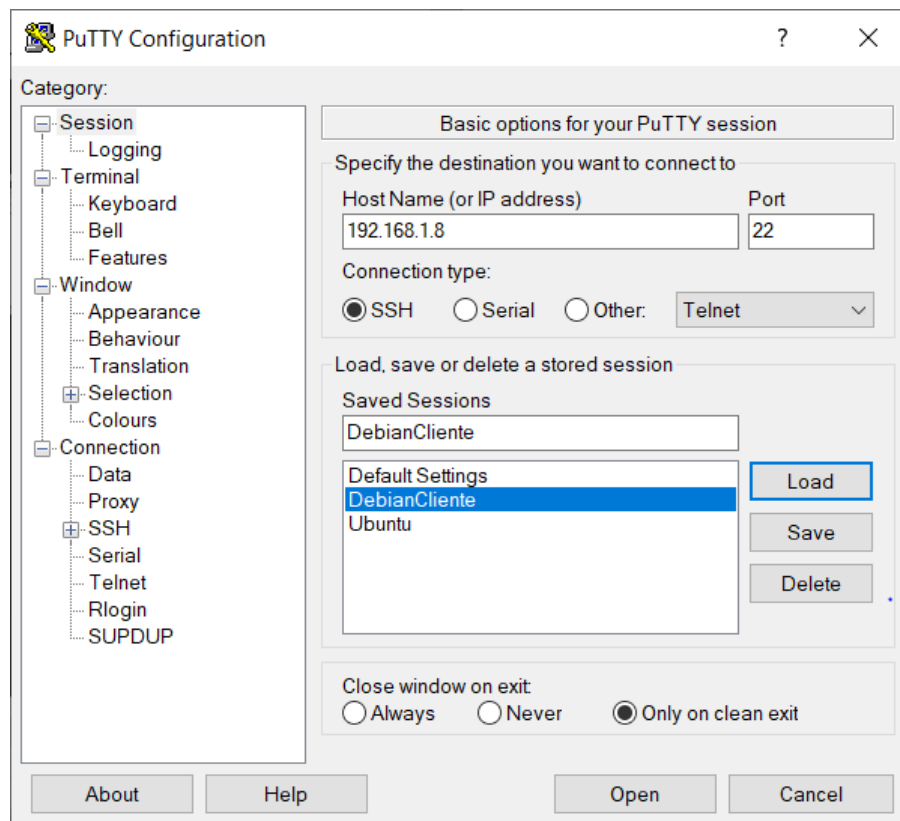 PuTTY Configuration
?
Category:
Session
Logging
Terminal
Keyboard
Bell
Features
Window
Appearance
Behaviour
Translation
Selection
Colours
Connection
Data
Proxy
SSH
Serial
Telnet
Rlogin
SUPDUP
Basic options for your PuTTY session
Specify the destination you want to connect to
Host Name (or IP address) Port
192.168.1.8 22
Connection type:
SSH Serial Other: Telnet
Load, save or delete a stored session
Saved Sessions
DebianCliente
Default Settings
DebianCliente
Ubuntu
Load
Save
Delete
Close window on exit:
Always Never Only on clean exit
About Help Open Cancel